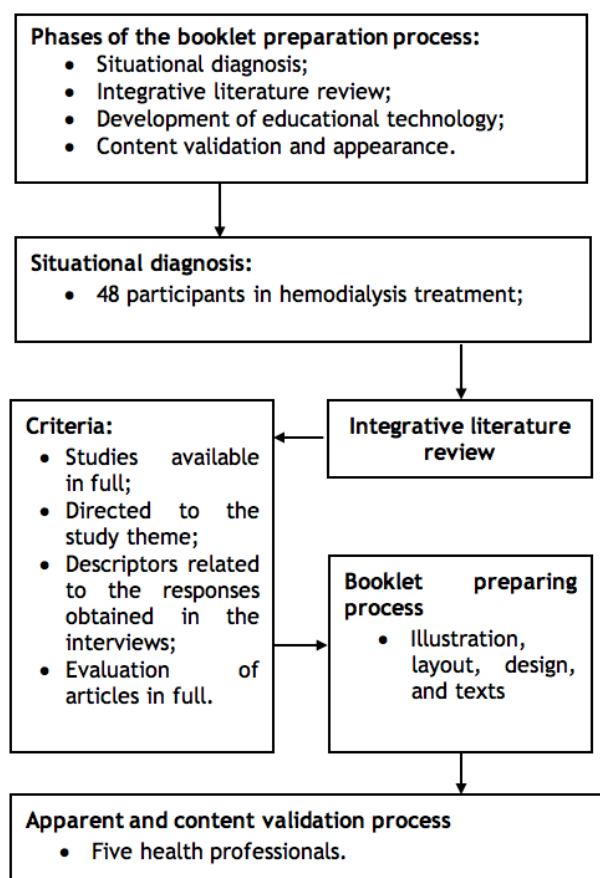 Phases of the booklet preparation process:
• Situational diagnosis;
• Integrative literature review;
• Development of educational technology;
• Content validation and appearance.
Situational diagnosis:
• 48 participants in hemodialysis treatment;
Integrative literature
review
Criteria:
• Studies available
in full;
• Directed to the
study theme;
• Descriptors related
to the responses
obtained in the
interviews;
• Evaluation of
articles in full.
Booklet preparing
process
• Illustration,
layout, design,
and texts
Apparent and content validation process
• Five health professionals.